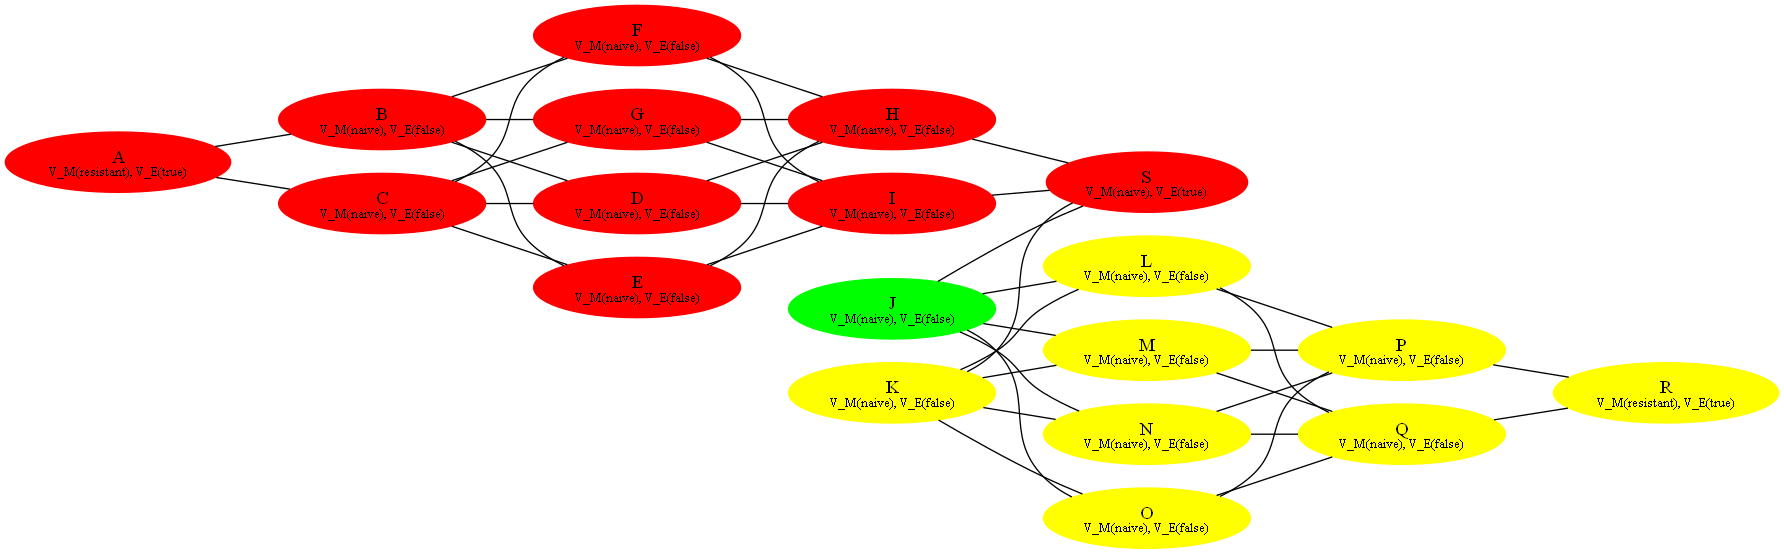 F
V_M(naive), V_E(false)
B
V_M(naive), V_E(false)
G
V_M(naive), V_E(false)
H
V_M(naive), V_E(false)
A
V_M(resistant), V_E(true)
C
V_M(naive), V_E(false)
D
V_M(naive), V_E(false)
I
V_M(naive), V_E(false)
S
V_M(naive), V_E(true)
E
V_M(naive), V_E(false)
L
V_M(naive), V_E(false)
J
V_M(naive), V_E(false)
M
V_M(naive), V_E(false)
P
V_M(naive), V_E(false)
K
V_M(naive), V_E(false)
R
V_M(resistant), V_E(true)
N
V_M(naive), V_E(false)
Q
V_M(naive), V_E(false)
O
V_M(naive), V_E(false)